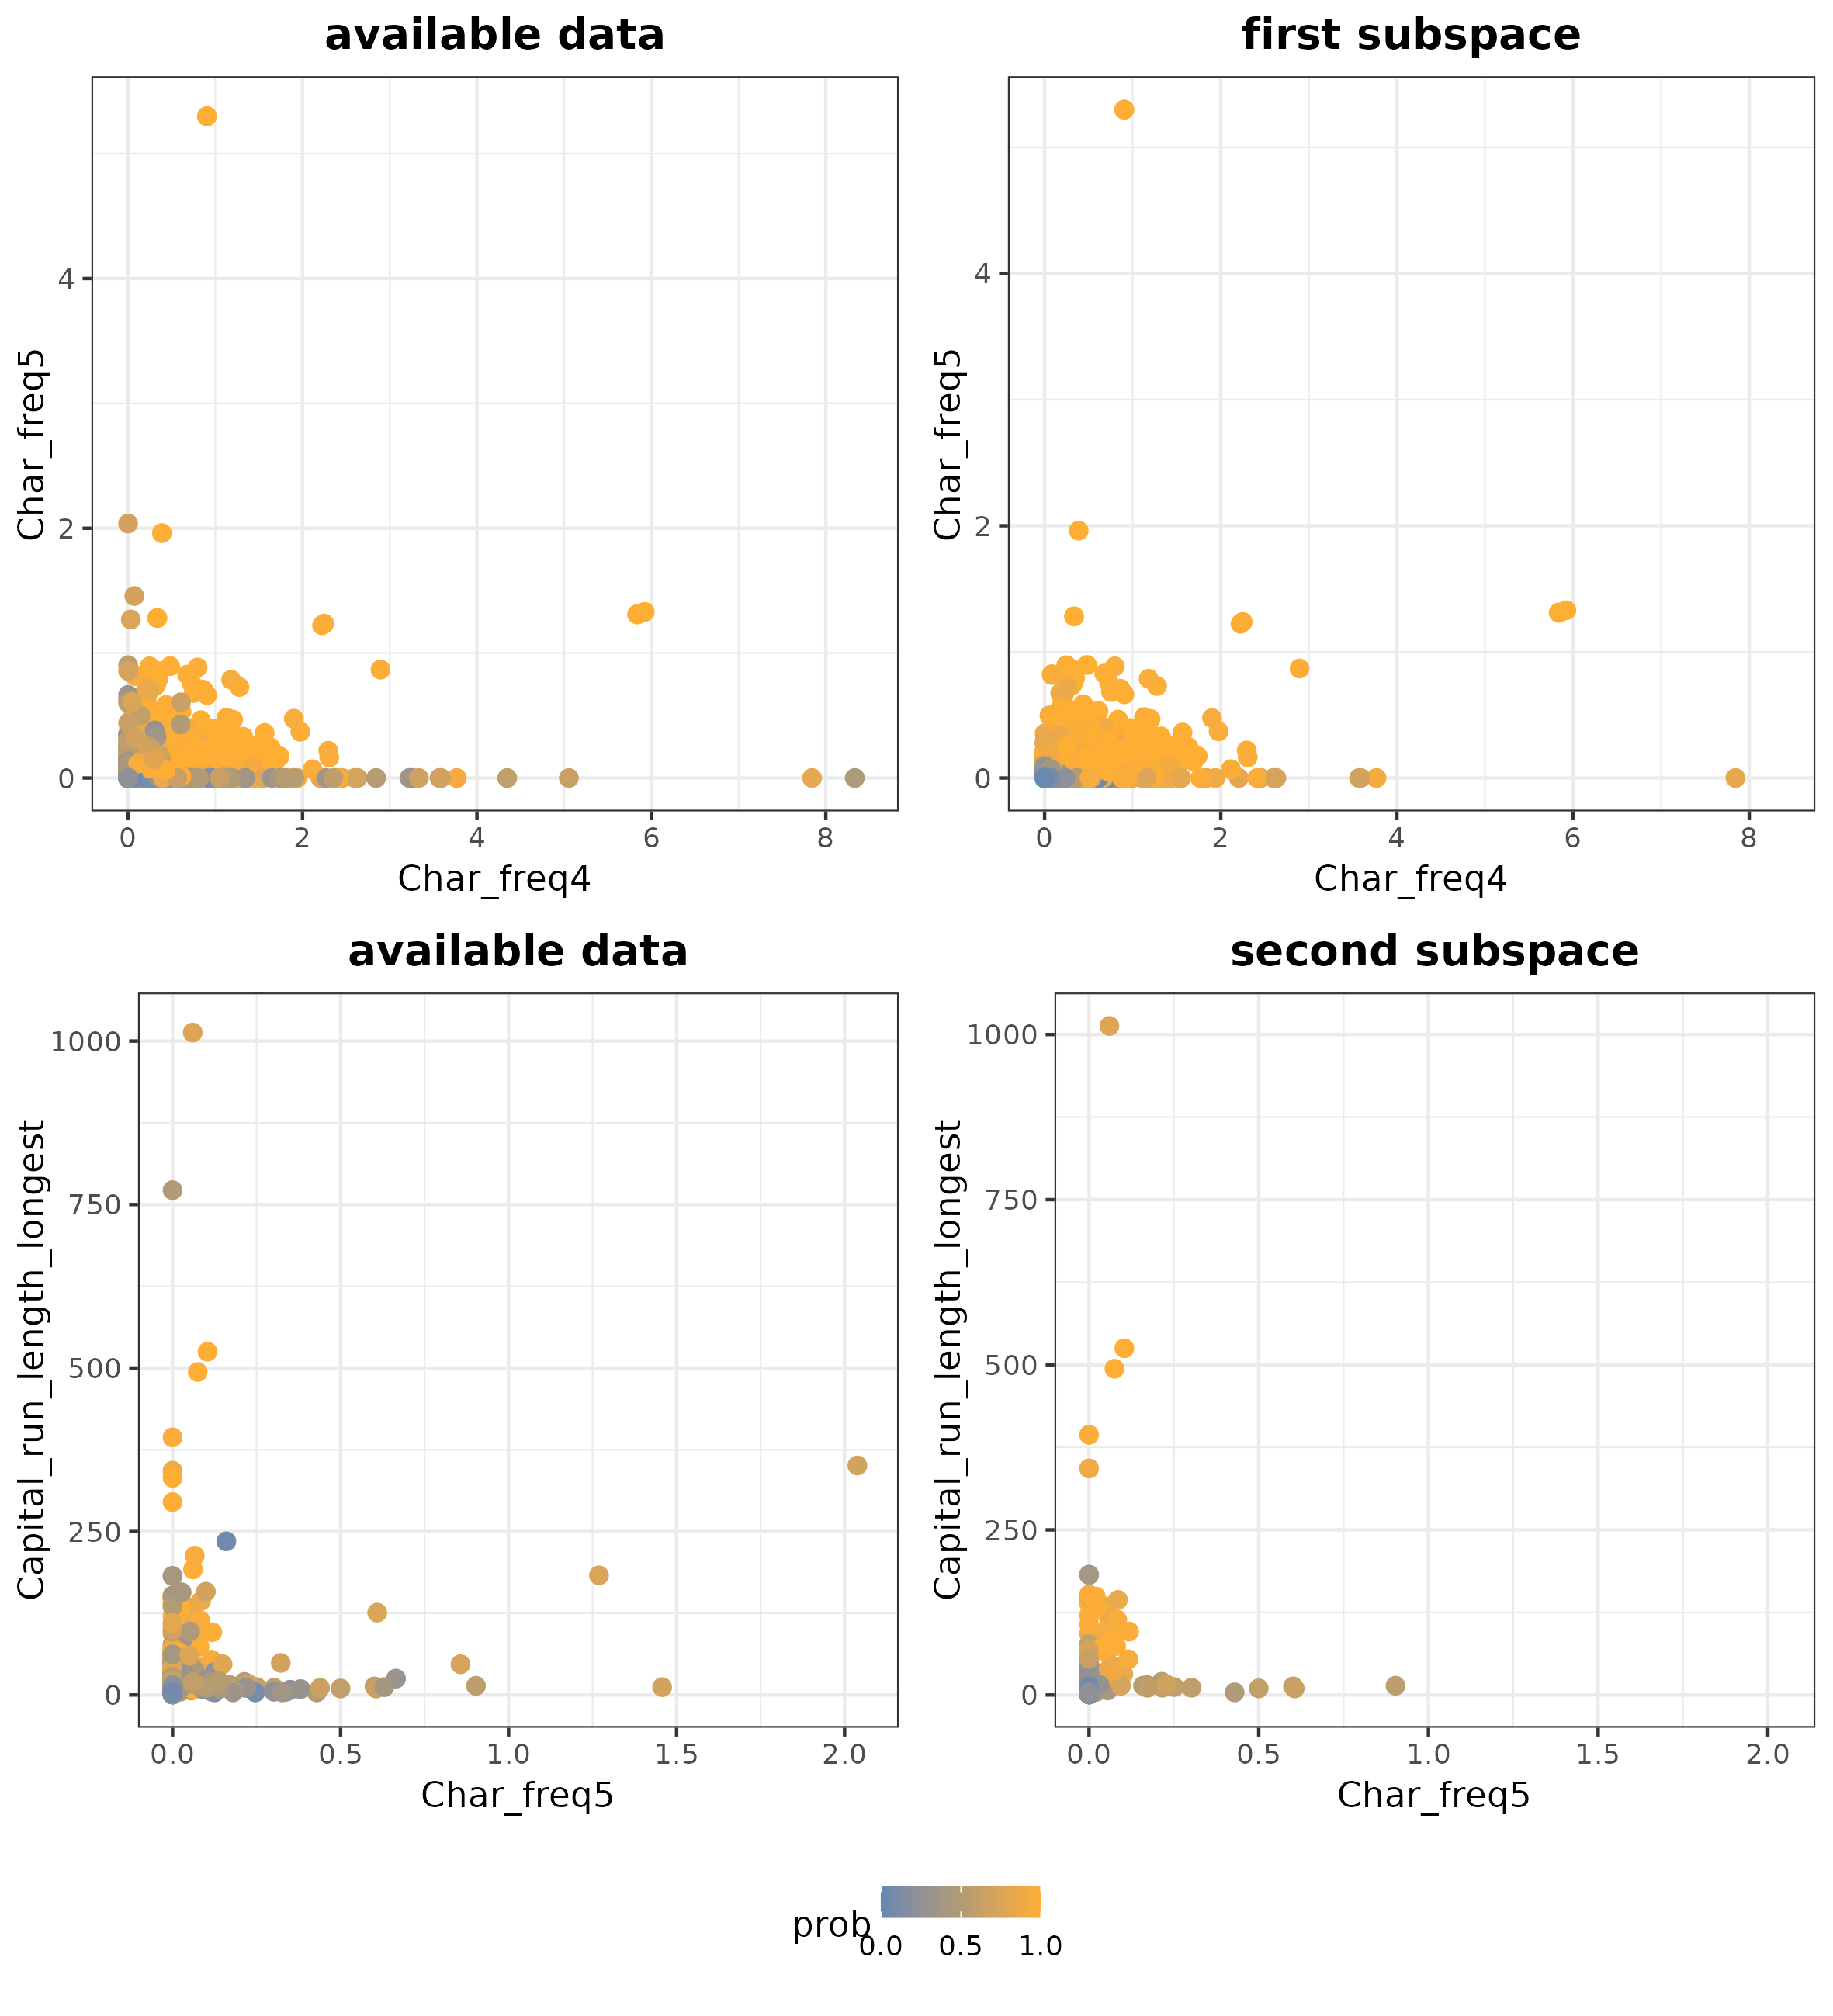 available data
Char_freq5
4
2
0
0 2 4 6 8
Char_freq4
first subspace
Char_freq5
4
2
0
0 2 4 6 8
Char_freq4
available data
Capital_run_length_longest
1000
750
500
250
0
0.0 0.5 1.0 1.5 2.0
Char_freq5
second subspace
Capital_run_length_longest
1000
750
500
250
0
0.0 0.5 1.0 1.5 2.0
Char_freq5
prob
0.0 0.5 1.0